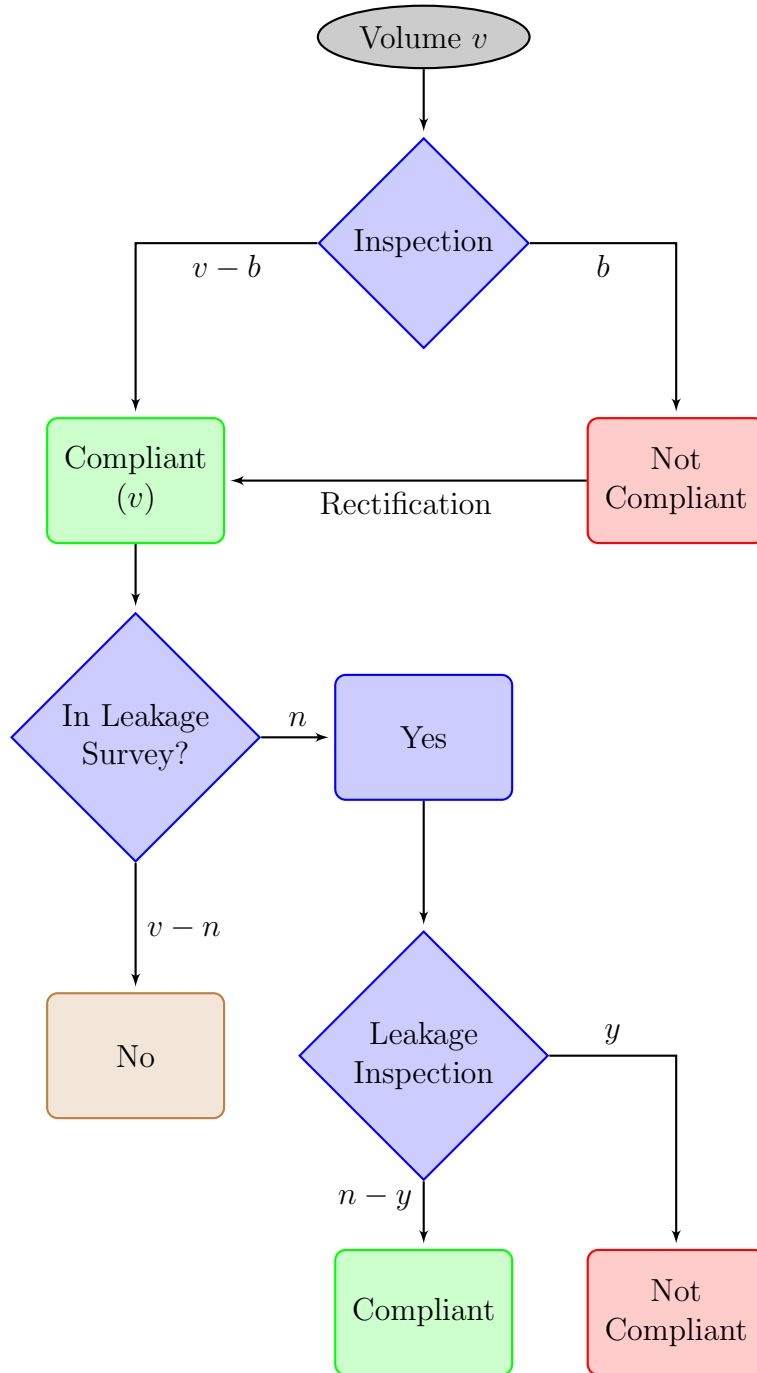 Volume v
Inspection
v − b
b
Compliant
(v)
Not
Compliant
Rectification
In Leakage
Survey?
n
Yes
v − n
No
Leakage
Inspection
y
n − y
Compliant
Not
Compliant